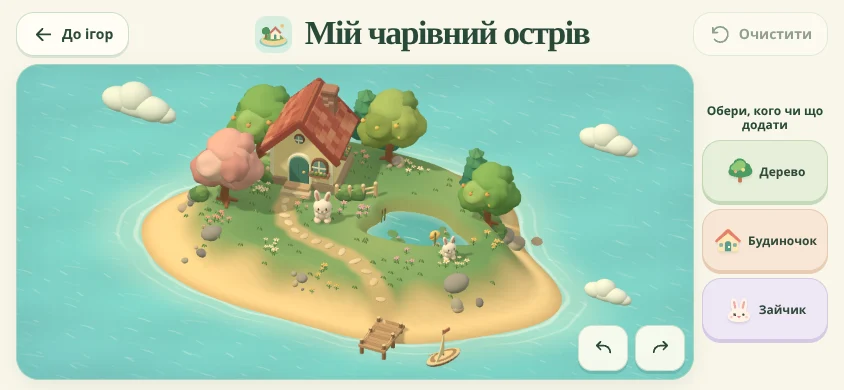 До ігор
Мій чарівний острів
Очистити
Обери, кого чи що
додати
Дерево
Будиночок
Зайчик